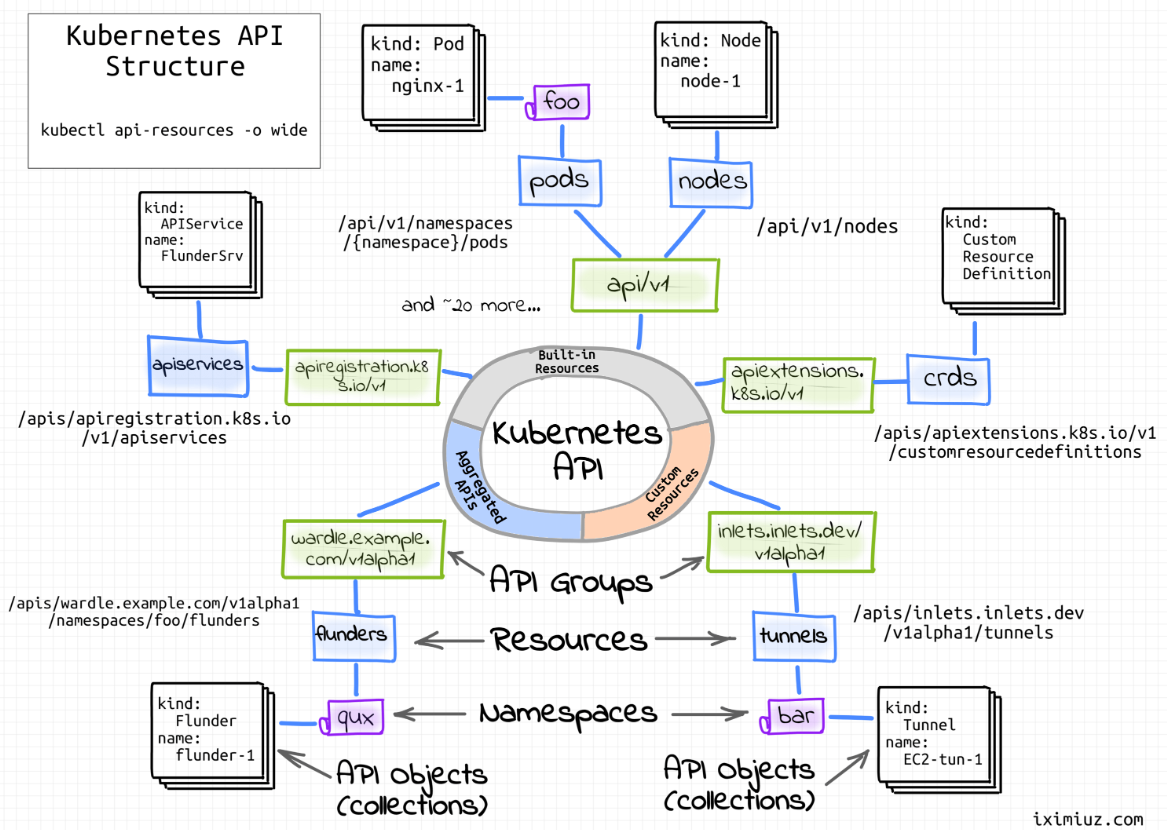 Kubernetes API
Structure
kubectl api-resources -o wide
kind: Pod
name:
nginx-1
foo
pods
/api/v1/namespaces
/{namespace}/pods
kind: Node
name:
node-1
nodes
/api/v1/nodes
api/v1
and ~20 more...
kind:
APIService
name:
FlunderSrv
apiservices
apiregistration.k8
s.io/v1
/apis/apiregistration.k8s.io
/v1/apiservices
kind:
Custom
Resource
Definition
crds
apiextensions.
k8s.io/v1
/apis/apiextensions.k8s.io/v1
/customresourcedefinitions
Built-in
Resources
Kubernetes
API
Aggregated
APIs
Custom
Resources
wardle.example.
com/v1alpha1
/apis/wardle.example.com/v1alpha1
/namespaces/foo/flunders
flunders
qux
kind:
Flunder
name:
flunder-1
inlets.inlets.dev/
v1alpha1
/apis/inlets.inlets.dev
/v1alpha1/tunnels
tunnels
bar
kind:
Tunnel
name:
EC2-tun-1
API Groups
Resources
Namespaces
API Objects
(collections)
API Objects
(collections)
iximiuz.com